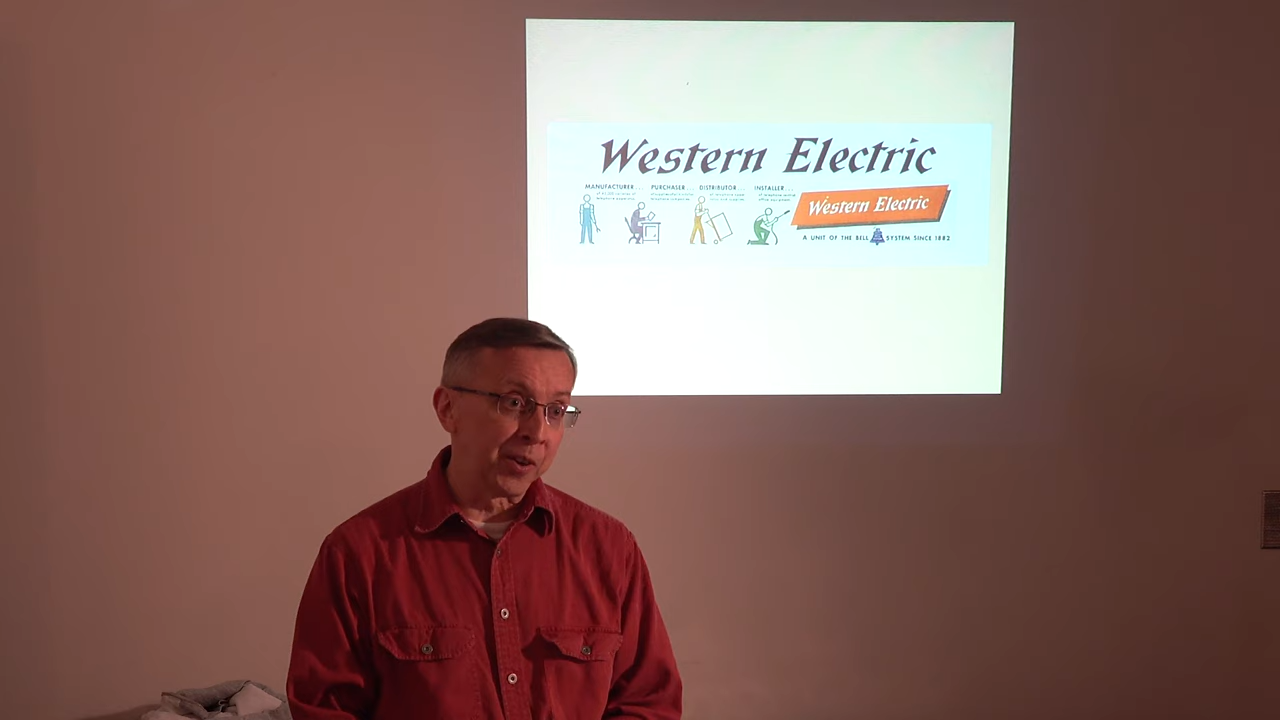 Western Electric
MANUFACTURER... PURCHASER... DISTRIBUTOR... INSTALLER...
Western Electric
A UNIT OF THE BELL SYSTEM SINCE 1882